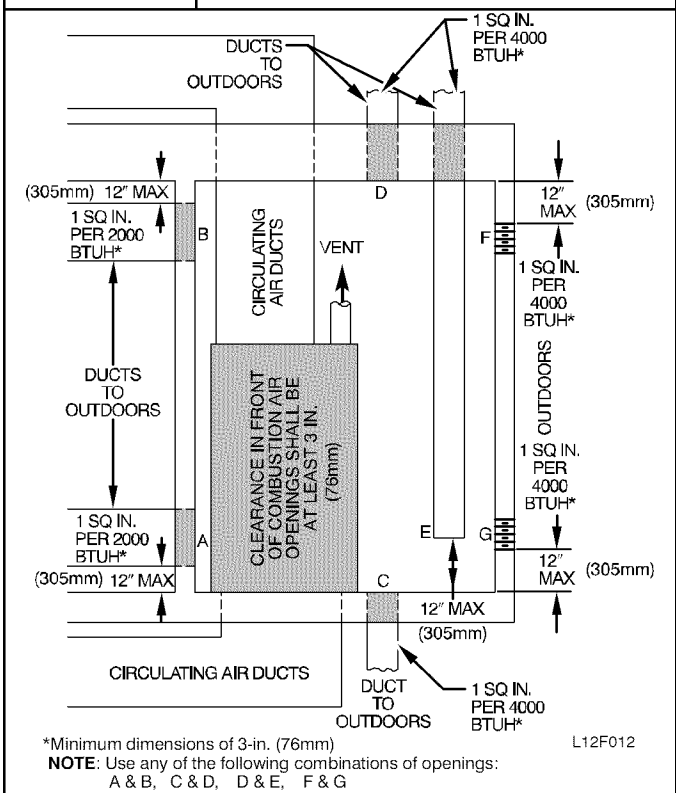 1 SQ IN.
PER 4000
BTUH*
DUCTS
TO
OUTDOORS
(305mm) 12" MAX
1 SQ IN.
PER 2000
BTUH*
B
CIRCULATING
AIR DUCTS
VENT
D
12"
MAX
(305mm)
F
1 SQ IN.
PER
4000
BTUH*
DUCTS
TO
OUTDOORS
CLEARANCE IN FRONT
OF COMBUSTION AIR
OPENINGS SHALL BE
AT LEAST 3 IN.
(76mm)
OUTDOORS
1 SQ IN.
PER
4000
BTUH*
1 SQ IN.
PER 2000
BTUH*
A
E
G
(305mm) 12" MAX
C
12" MAX
(305mm)
12"
MAX
(305mm)
CIRCULATING AIR DUCTS
DUCT
TO
OUTDOORS
1 SQ IN.
PER 4000
BTUH*
*Minimum dimensions of 3-in. (76mm)
L12F012
NOTE: Use any of the following combinations of openings:
A & B, C & D, D & E, F & G